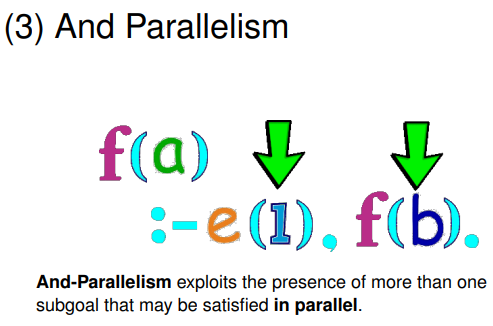 (3) And Parallelism
f(a)
:-e(1), f(b).
And-Parallelism exploits the presence of more than one
subgoal that may be satisfied in parallel.